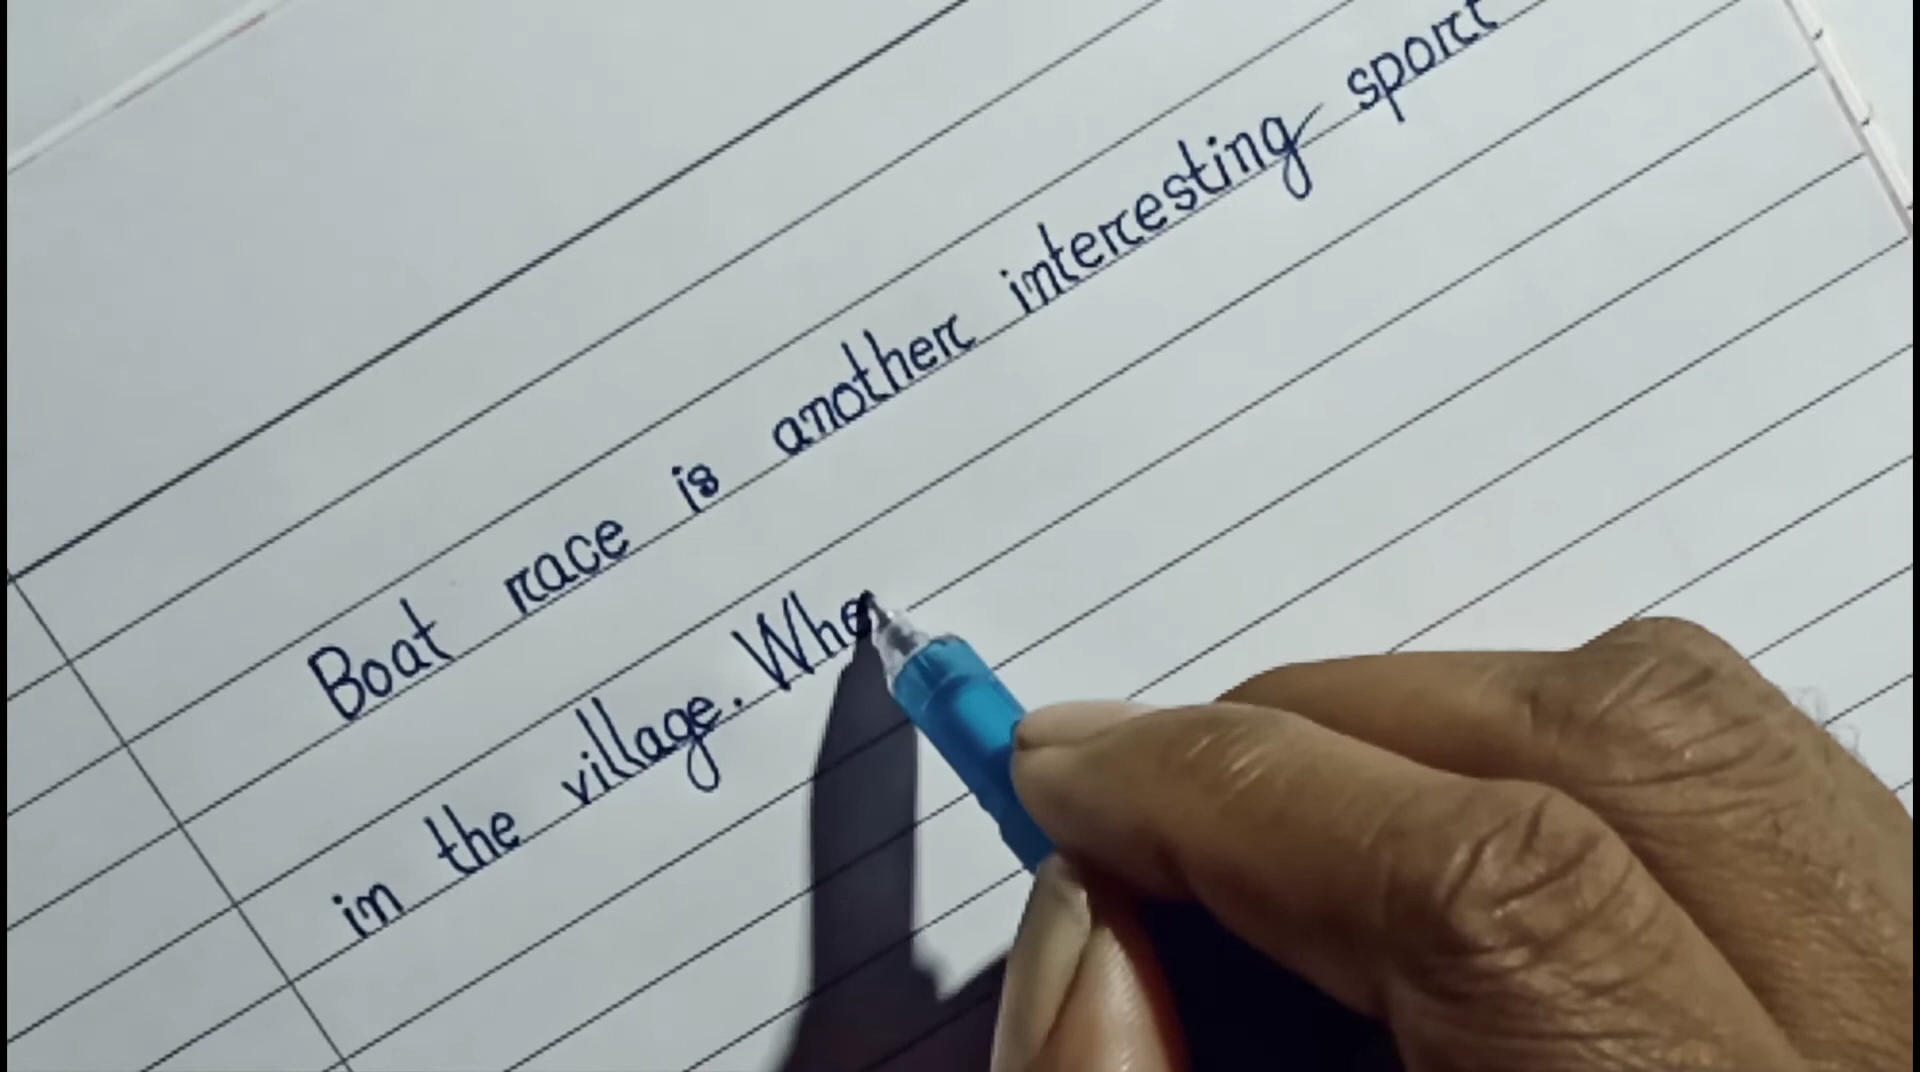 Boat race is another interesting sport
in the village. Whe